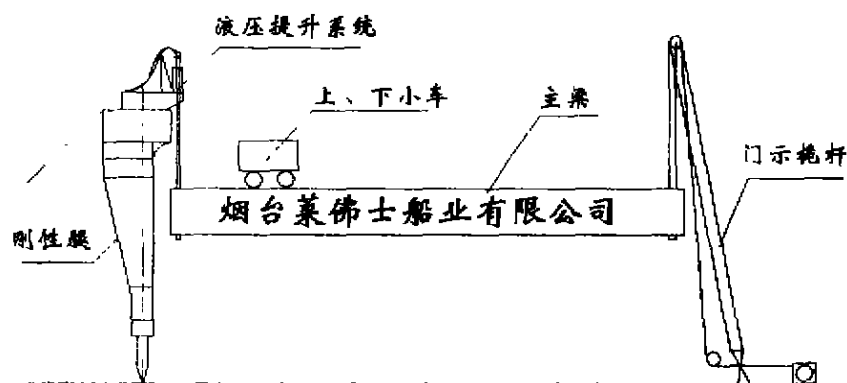 液压提升系统
上、下小车
主梁
门示桅杆
烟台莱佛士船业有限公司
刚性腿